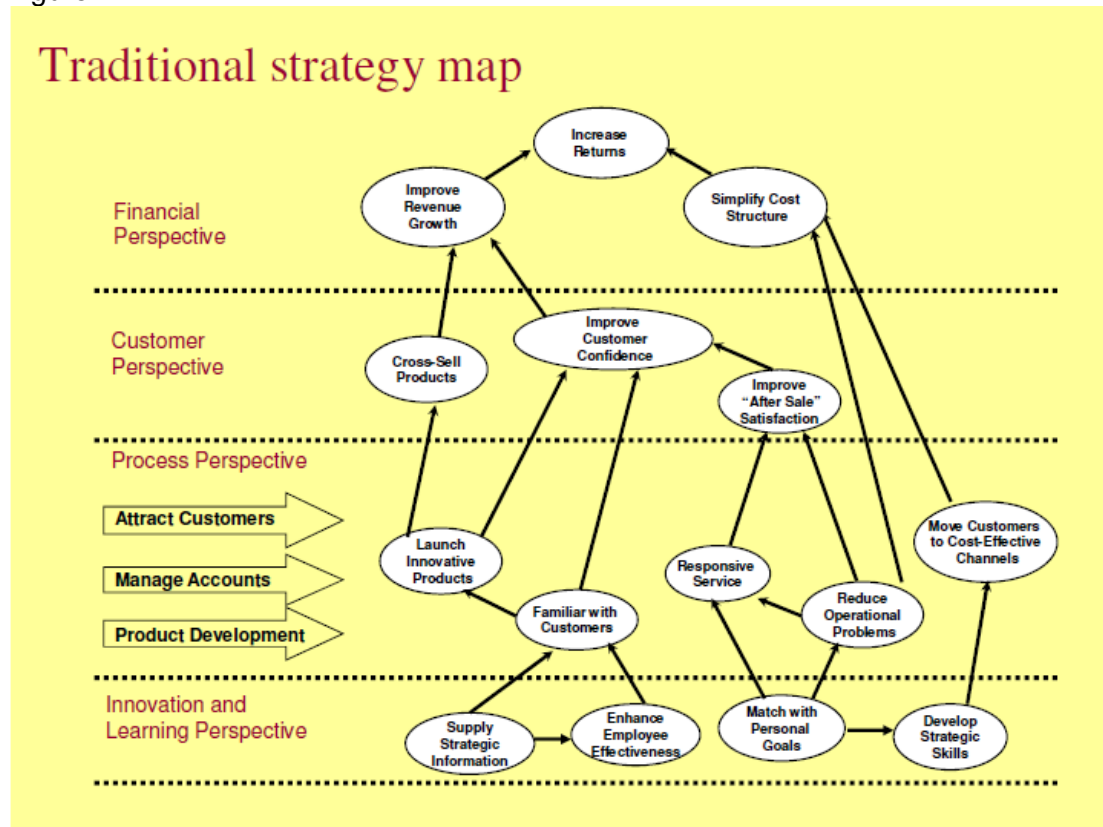 Traditional strategy map
Increase
Returns
Improve
Revenue
Growth
Simplify Cost
Structure
Financial
Perspective
Customer
Perspective
Improve
Customer
Confidence
Cross-Sell
Products
Improve
“After Sale”
Satisfaction
Process Perspective
Attract Customers
Manage Accounts
Product Development
Launch
Innovative
Products
Familiar with
Customers
Responsive
Service
Reduce
Operational
Problems
Move Customers
to Cost-Effective
Channels
Innovation and
Learning Perspective
Supply
Strategic
Information
Enhance
Employee
Effectiveness
Match with
Personal
Goals
Develop
Strategic
Skills